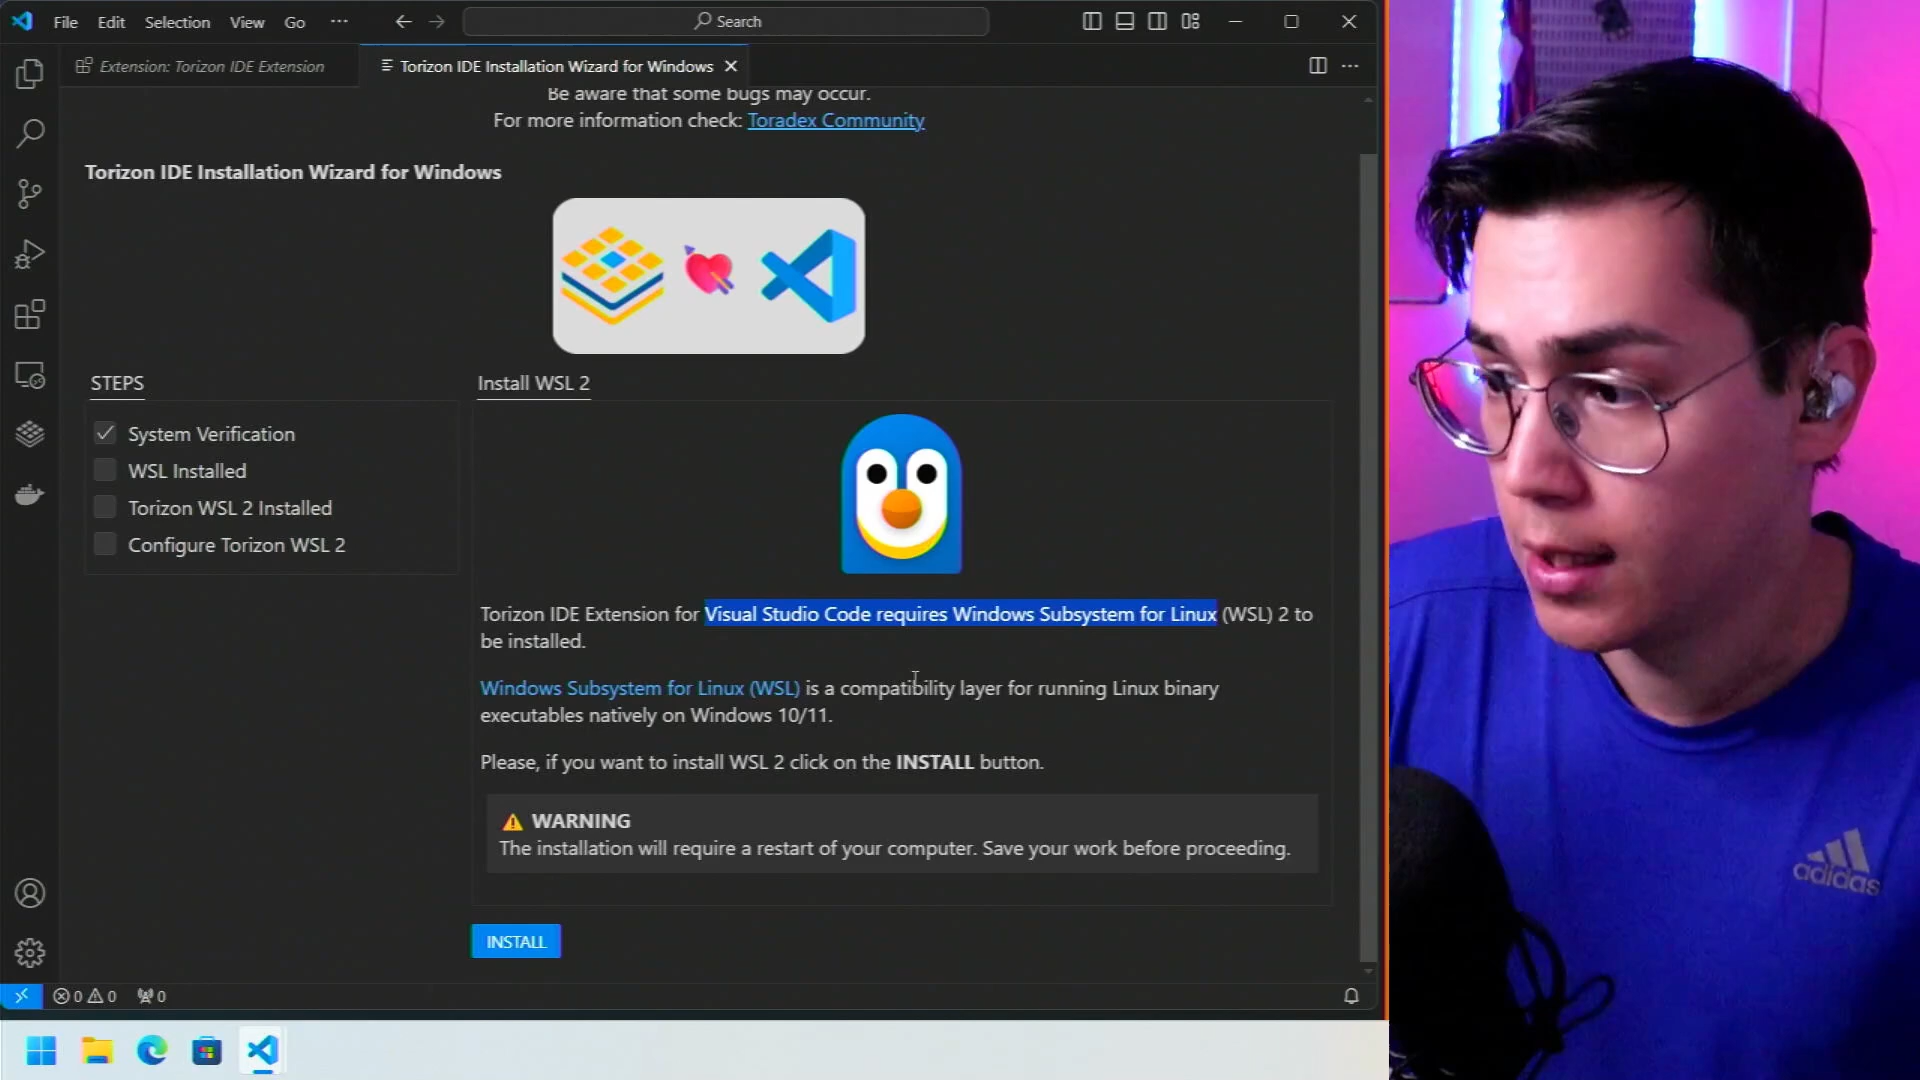 File Edit Selection View Go ··· Search
Extension: Torizon IDE Extension
Torizon IDE Installation Wizard for Windows
Be aware that some bugs may occur.
For more information check: Toradex Community
Torizon IDE Installation Wizard for Windows
STEPS
System Verification
WSL Installed
Torizon WSL 2 Installed
Configure Torizon WSL 2
Install WSL 2
Torizon IDE Extension for Visual Studio Code requires Windows Subsystem for Linux (WSL) 2 to
be installed.
Windows Subsystem for Linux (WSL) is a compatibility layer for running Linux binary
executables natively on Windows 10/11.
Please, if you want to install WSL 2 click on the INSTALL button.
WARNING
The installation will require a restart of your computer. Save your work before proceeding.
INSTALL
0 0 0
adidas